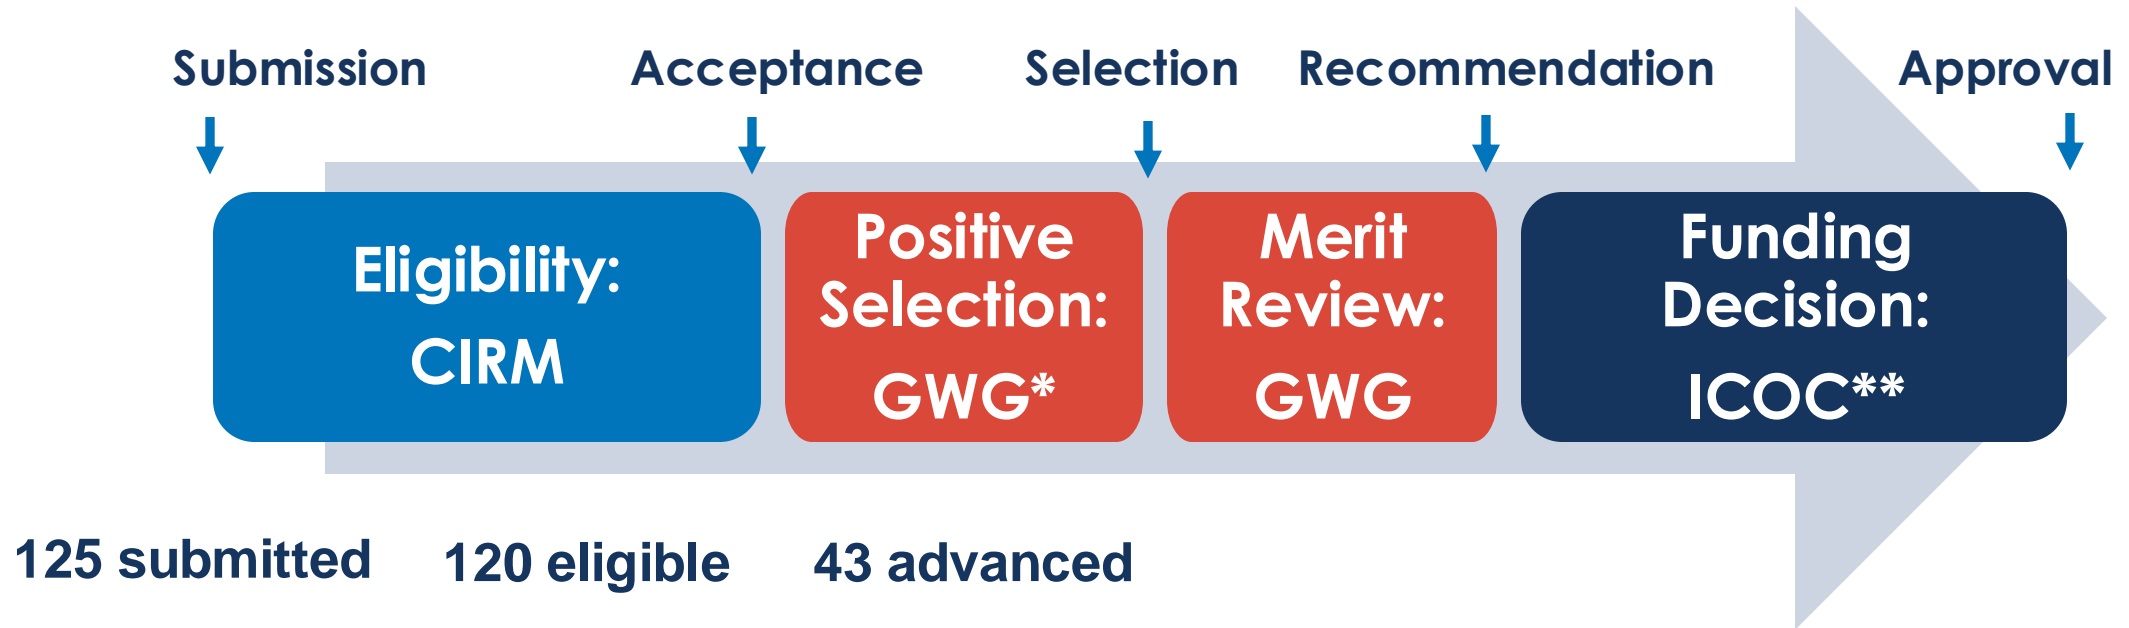 Submission
Acceptance
Selection
Recommendation
Approval
Eligibility:
CIRM
Positive
Selection:
GWG*
Merit
Review:
GWG
Funding
Decision:
ICOC**
125 submitted
120 eligible
43 advanced